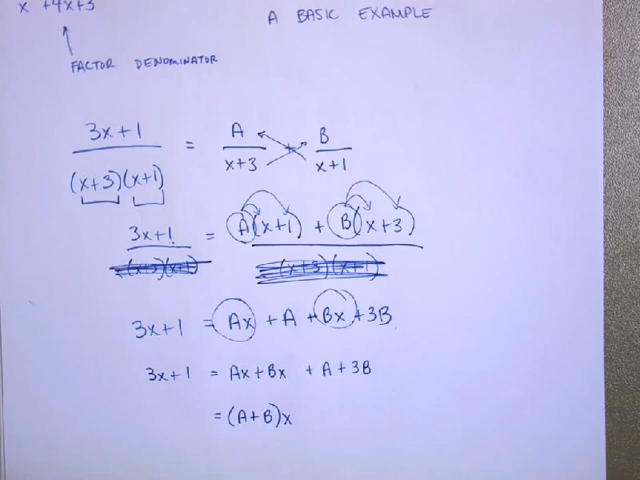 x +4x+3
A BASIC EXAMPLE
FACTOR DENOMINATOR
3x+1 = A + B
(x+3)(x+1) x+3 x+1
3x+1 = A(x+1) + B(x+3)
(x+3)(x+1) (x+3)(x+1)
3x+1 = Ax + A + Bx + 3B
3x+1 = Ax+Bx + A+3B
= (A+B)x